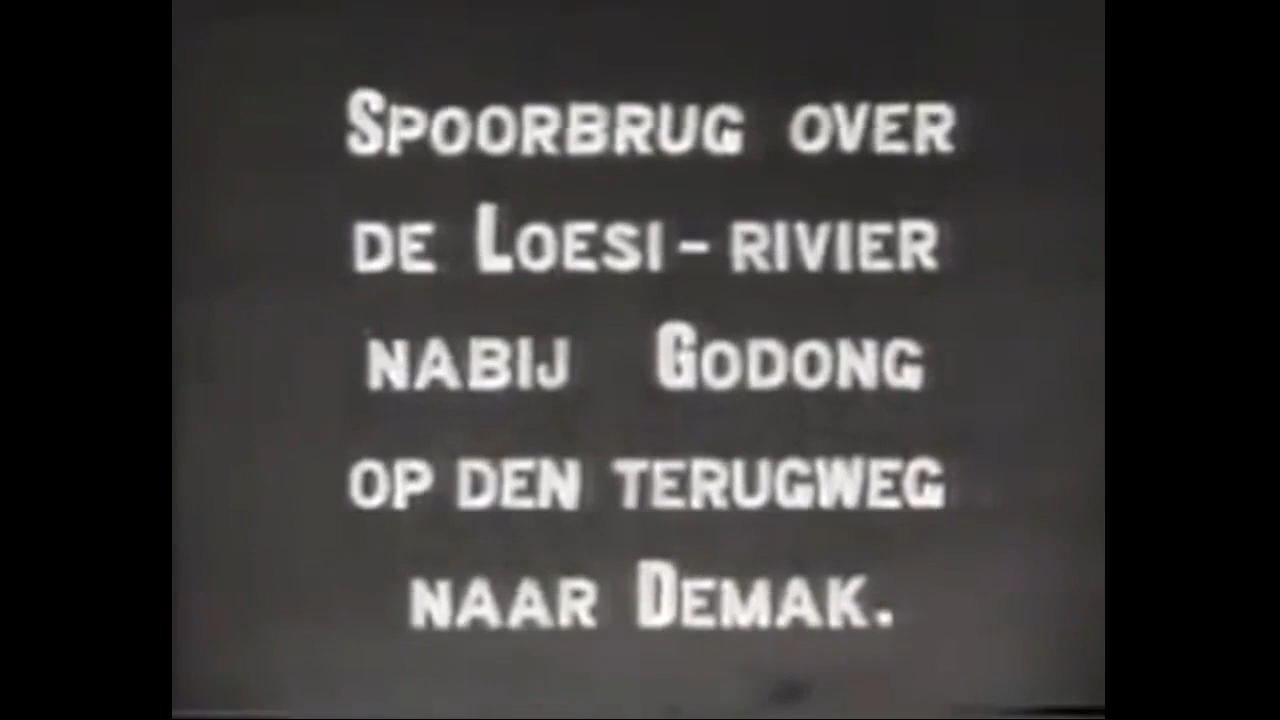 Spoorbrug over
de Loesi-rivier
nabij Godong
op den terugweg
naar Demak.